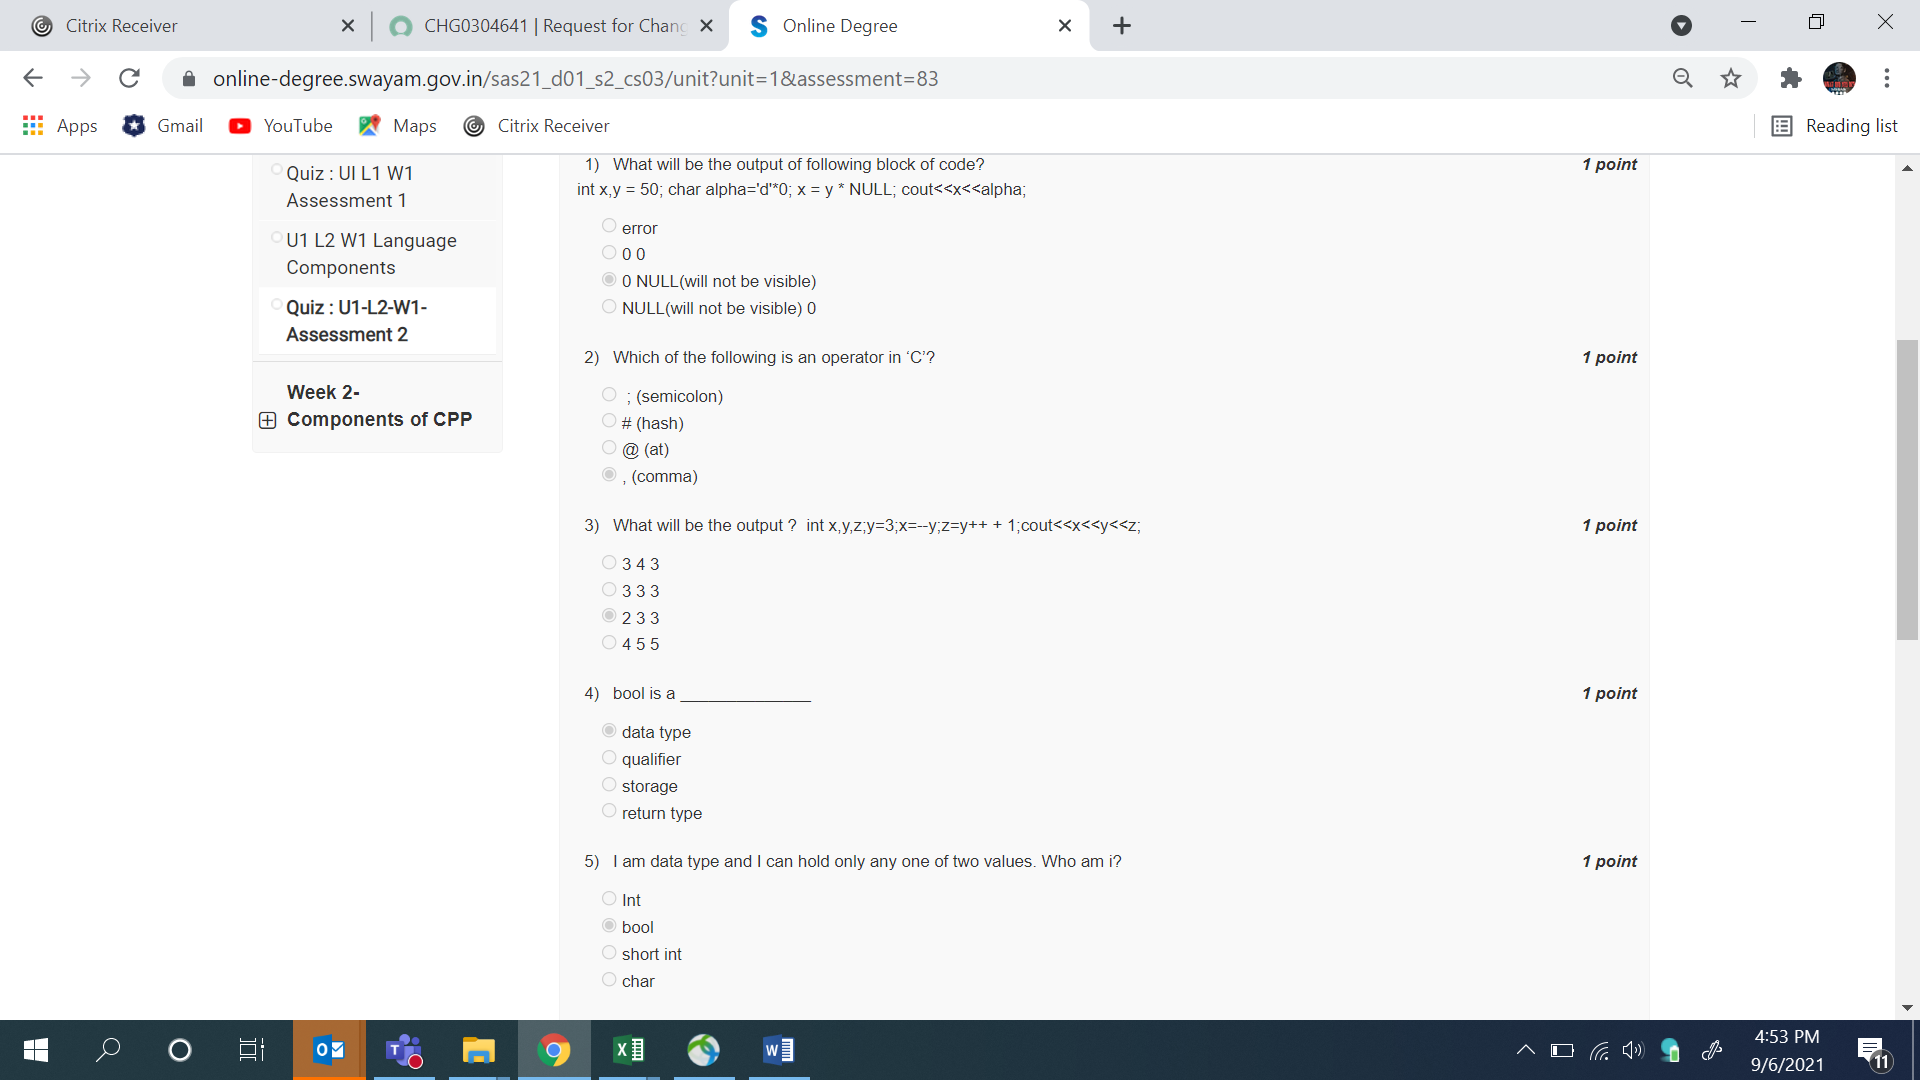 Citrix Receiver
CHG0304641 | Request for Chang
Online Degree
online-degree.swayam.gov.in/sas21_d01_s2_cs03/unit?unit=1&assessment=83
Apps
Gmail
YouTube
Maps
Citrix Receiver
Reading list
Quiz : UI L1 W1
Assessment 1
U1 L2 W1 Language
Components
Quiz : U1-L2-W1-
Assessment 2
Week 2-
Components of CPP
1) What will be the output of following block of code? 1 point
int x,y = 50; char alpha='d'*0; x = y * NULL; cout<<x<<alpha;
error
0 0
0 NULL(will not be visible)
NULL(will not be visible) 0
2) Which of the following is an operator in ‘C’? 1 point
; (semicolon)
# (hash)
@ (at)
, (comma)
3) What will be the output ? int x,y,z;y=3;x=--y;z=y++ + 1;cout<<x<<y<<z; 1 point
3 4 3
3 3 3
2 3 3
4 5 5
4) bool is a ______________ 1 point
data type
qualifier
storage
return type
5) I am data type and I can hold only any one of two values. Who am i? 1 point
Int
bool
short int
char
4:53 PM
9/6/2021
11